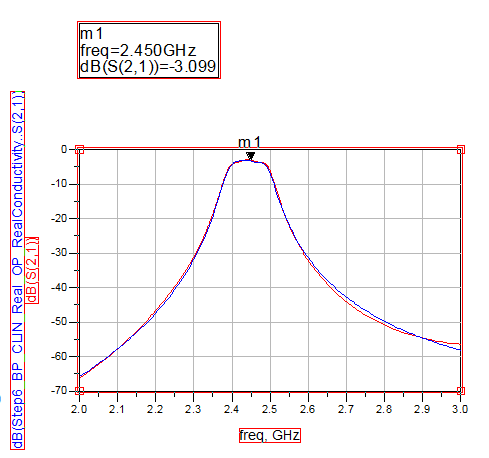 m1
freq=2.450GHz
dB(S(2,1))=-3.099
m1
dB(Step6_BP_CLIN_Real_OP_RealConductivity..S(2,1))
dB(S(2,1))
0
-10
-20
-30
-40
-50
-60
-70
2.0 2.1 2.2 2.3 2.4 2.5 2.6 2.7 2.8 2.9 3.0
freq, GHz